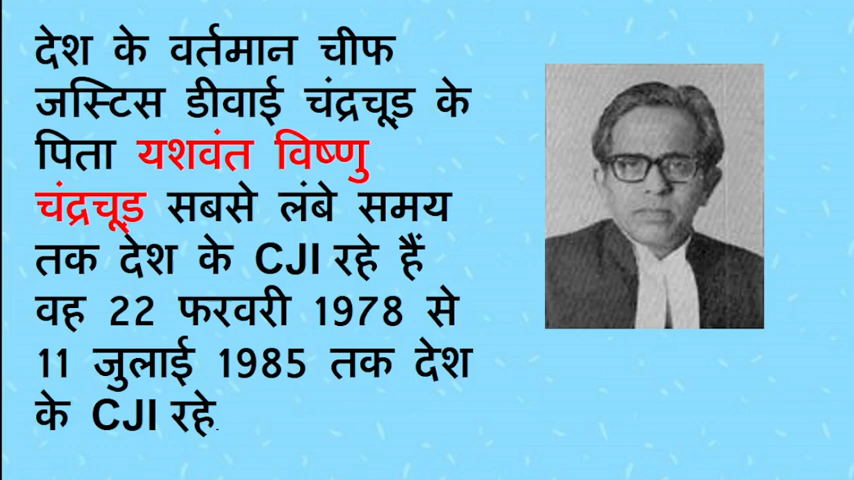 देश के वर्तमान चीफ
जस्टिस डीवाई चंद्रचूड़ के
पिता यशवंत विष्णु
चंद्रचूड़ सबसे लंबे समय
तक देश के CJI रहे हैं
वह 22 फरवरी 1978 से
11 जुलाई 1985 तक देश
के CJI रहे.